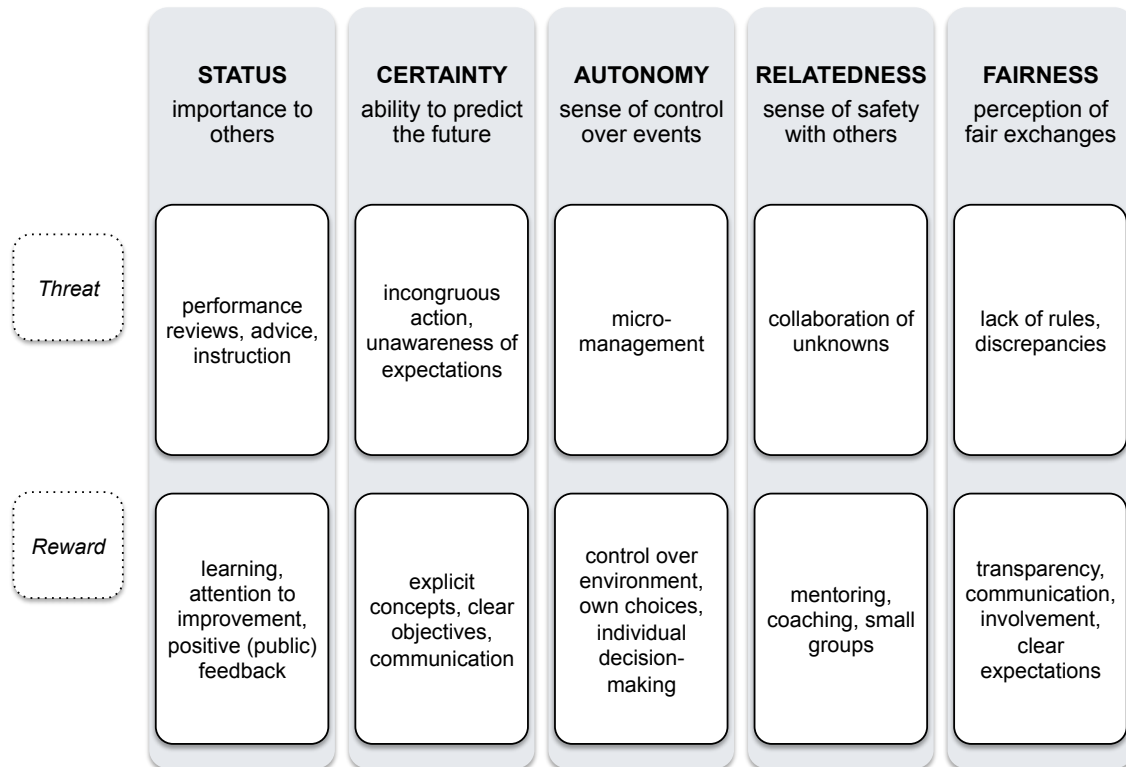 STATUS
importance to
others
CERTAINTY
ability to predict
the future
AUTONOMY
sense of control
over events
RELATEDNESS
sense of safety
with others
FAIRNESS
perception of
fair exchanges
Threat
performance
reviews, advice,
instruction
incongruous
action,
unawareness of
expectations
micro-
management
collaboration of
unknowns
lack of rules,
discrepancies
Reward
learning,
attention to
improvement,
positive (public)
feedback
explicit
concepts, clear
objectives,
communication
control over
environment,
own choices,
individual
decision-
making
mentoring,
coaching, small
groups
transparency,
communication,
involvement,
clear
expectations